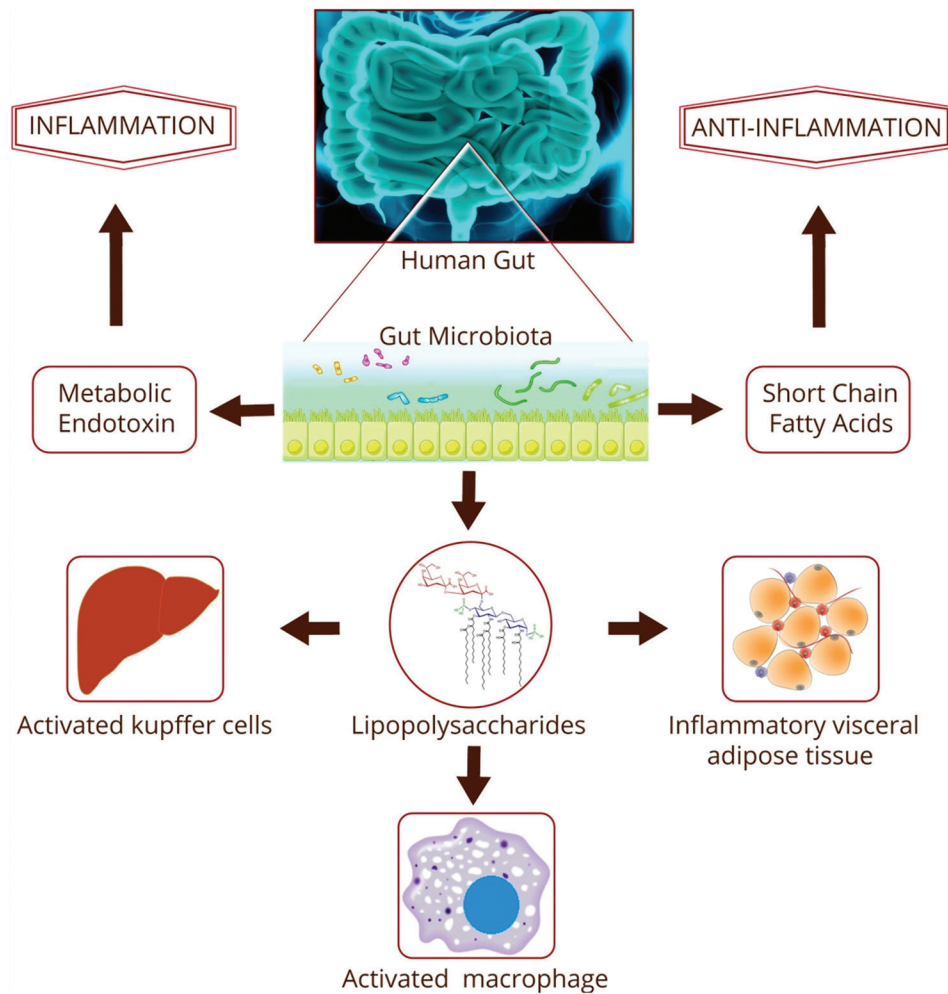 INFLAMMATION
ANTI-INFLAMMATION
Human Gut
Gut Microbiota
Metabolic
Endotoxin
Short Chain
Fatty Acids
Activated kupffer cells
Lipopolysaccharides
Inflammatory visceral
adipose tissue
Activated macrophage